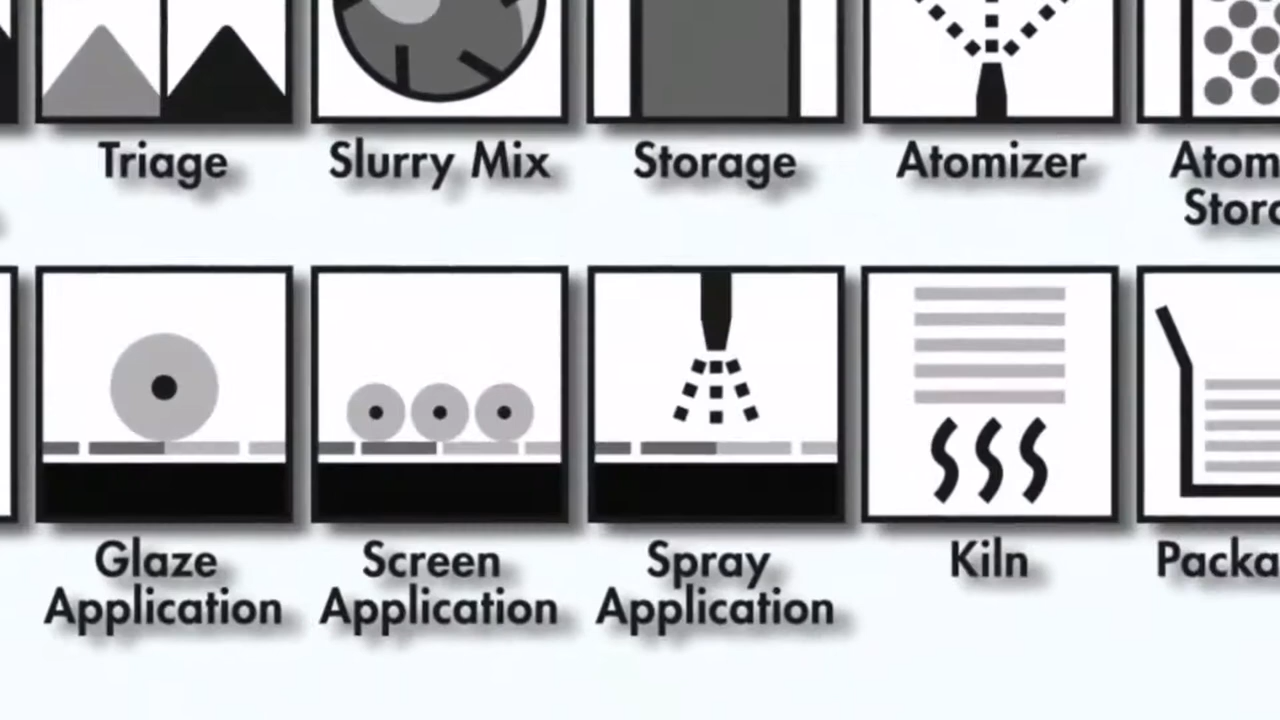 Triage Slurry Mix Storage Atomizer
Glaze Screen Spray Kiln
Application Application Application